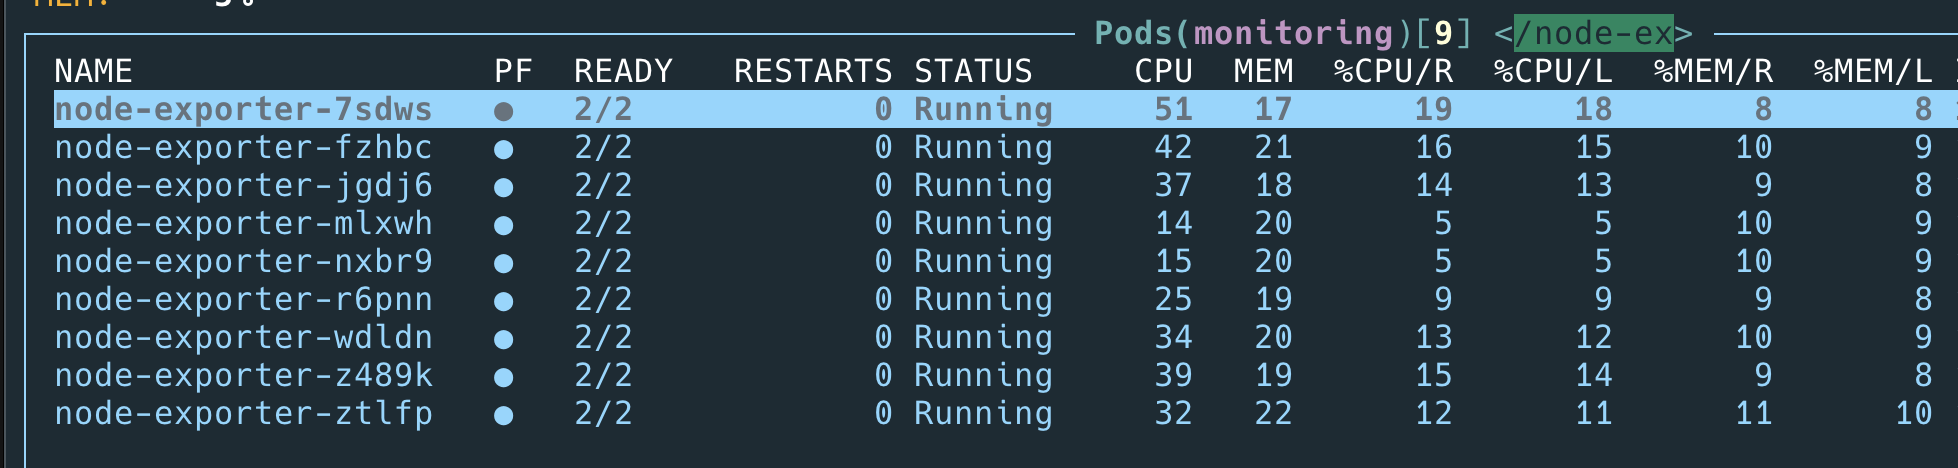 Pods(monitoring)[9] </node-ex>
NAME PF READY RESTARTS STATUS CPU MEM %CPU/R %CPU/L %MEM/R %MEM/L
node-exporter-7sdws ● 2/2 0 Running 51 17 19 18 8 8
node-exporter-fzhbc ● 2/2 0 Running 42 21 16 15 10 9
node-exporter-jgdj6 ● 2/2 0 Running 37 18 14 13 9 8
node-exporter-mlxwh ● 2/2 0 Running 14 20 5 5 10 9
node-exporter-nxbr9 ● 2/2 0 Running 15 20 5 5 10 9
node-exporter-r6pnn ● 2/2 0 Running 25 19 9 9 9 8
node-exporter-wdldn ● 2/2 0 Running 34 20 13 12 10 9
node-exporter-z489k ● 2/2 0 Running 39 19 15 14 9 8
node-exporter-ztlfp ● 2/2 0 Running 32 22 12 11 11 10